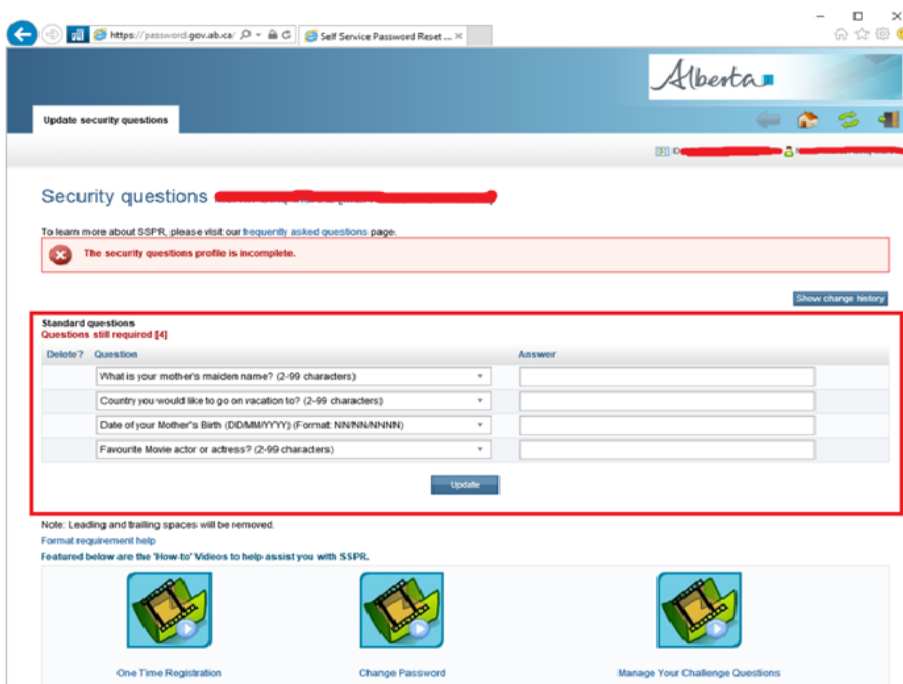 https://password.gov.ab.ca/
Self Service Password Reset ...
Alberta
Update security questions
ID
Security questions
To learn more about SSPR, please visit our frequently asked questions page.
The security questions profile is incomplete.
Show change history
Standard questions
Questions still required [4]
Delete? Question Answer
What is your mother's maiden name? (2-99 characters)
Country you would like to go on vacation to? (2-99 characters)
Date of your Mother's Birth (DD/MM/YYYY) (Format: NN/NN/NNNN)
Favourite Movie actor or actress? (2-99 characters)
Update
Note: Leading and trailing spaces will be removed.
Format requirement help
Featured below are the 'How-to' Videos to help assist you with SSPR.
One Time Registration Change Password Manage Your Challenge Questions